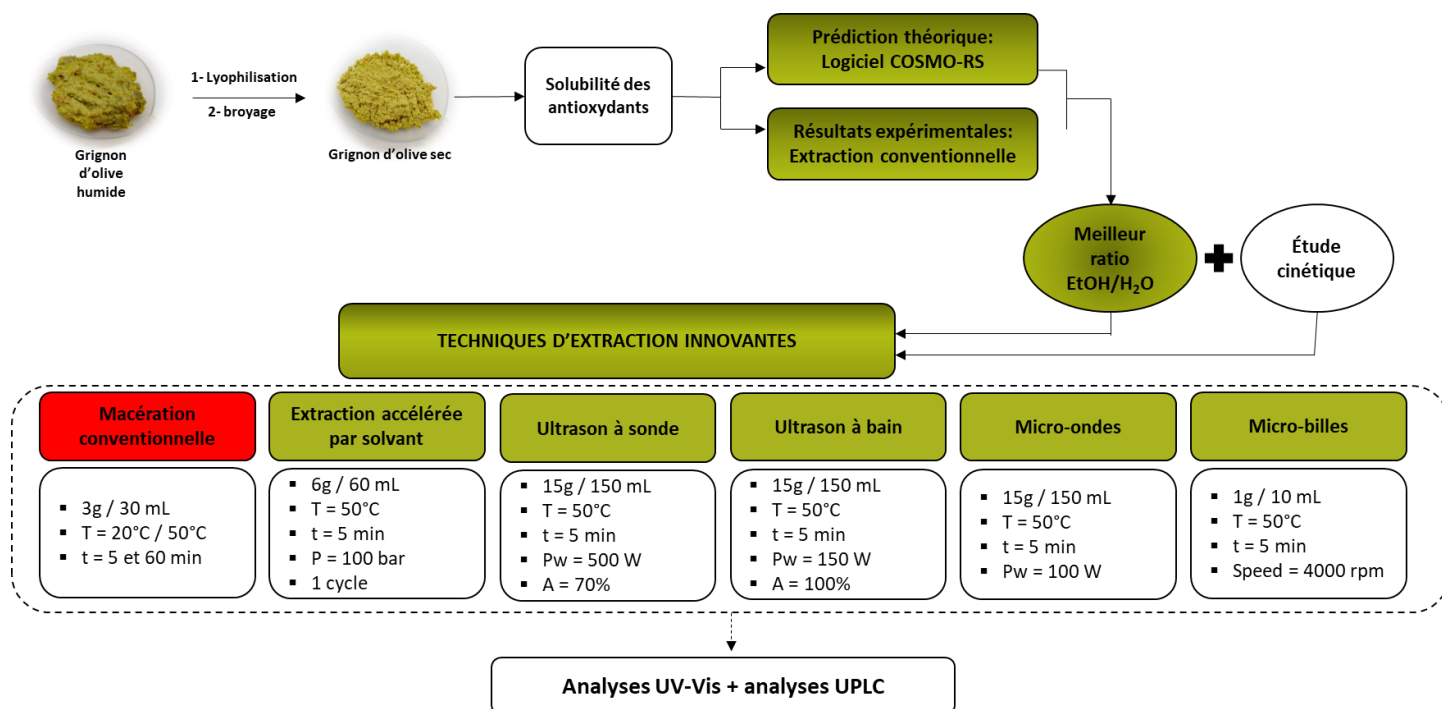 1- Lyophilisation
2- broyage
Grignon
d'olive
humide
Grignon d'olive sec
Solubilité des
antioxydants
Prédiction théorique:
Logiciel COSMO-RS
Résultats expérimentales:
Extraction conventionnelle
Meilleur
ratio
EtOH/H₂O
Étude
cinétique
TECHNIQUES D'EXTRACTION INNOVANTES
Macération
conventionnelle
▪ 3g / 30 mL
▪ T = 20°C / 50°C
▪ t = 5 et 60 min
Extraction accélérée
par solvant
▪ 6g / 60 mL
▪ T = 50°C
▪ t = 5 min
▪ P = 100 bar
▪ 1 cycle
Ultrason à sonde
▪ 15g / 150 mL
▪ T = 50°C
▪ t = 5 min
▪ Pw = 500 W
▪ A = 70%
Ultrason à bain
▪ 15g / 150 mL
▪ T = 50°C
▪ t = 5 min
▪ Pw = 150 W
▪ A = 100%
Micro-ondes
▪ 15g / 150 mL
▪ T = 50°C
▪ t = 5 min
▪ Pw = 100 W
Micro-billes
▪ 1g / 10 mL
▪ T = 50°C
▪ t = 5 min
▪ Speed = 4000 rpm
Analyses UV-Vis + analyses UPLC